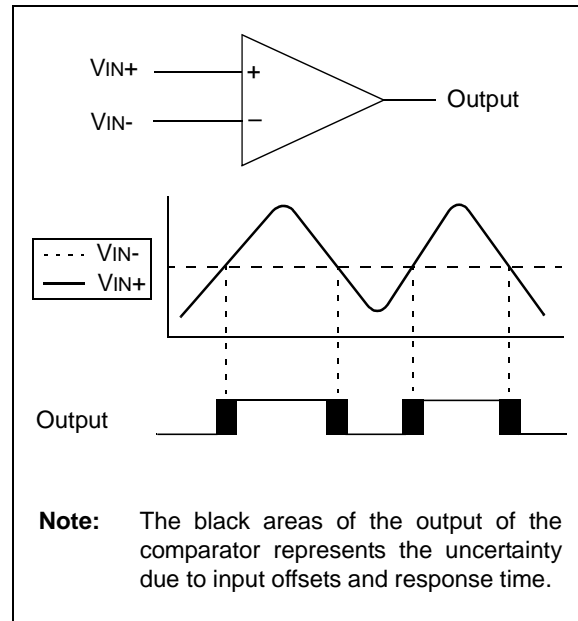 VIN+
+
Output
VIN-
–
VIN-
VIN+
Output
Note: The black areas of the output of the
comparator represents the uncertainty
due to input offsets and response time.